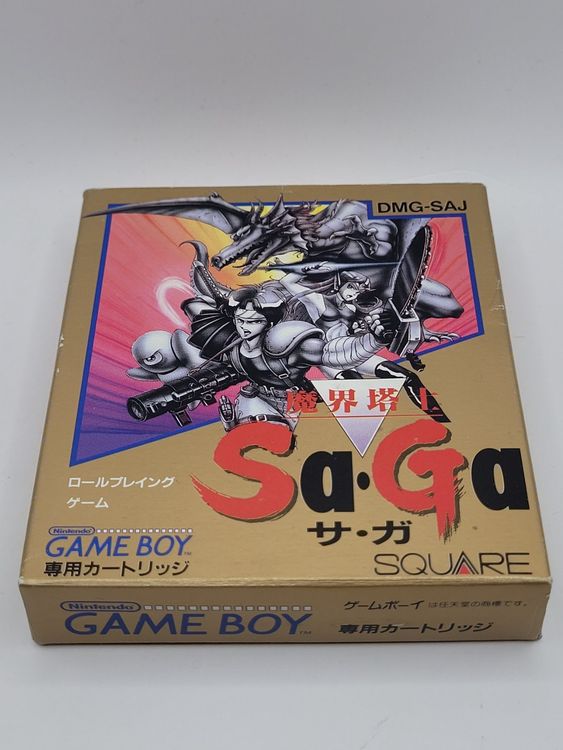 DMG-SAJ
魔界塔士
Sa・Ga
サ・ガ
ロールプレイング
ゲーム
Nintendo
GAME BOY™
専用カートリッジ
SQUARE
Nintendo
GAME BOY™
ゲームボーイは任天堂の商標です。
専用カートリッジ